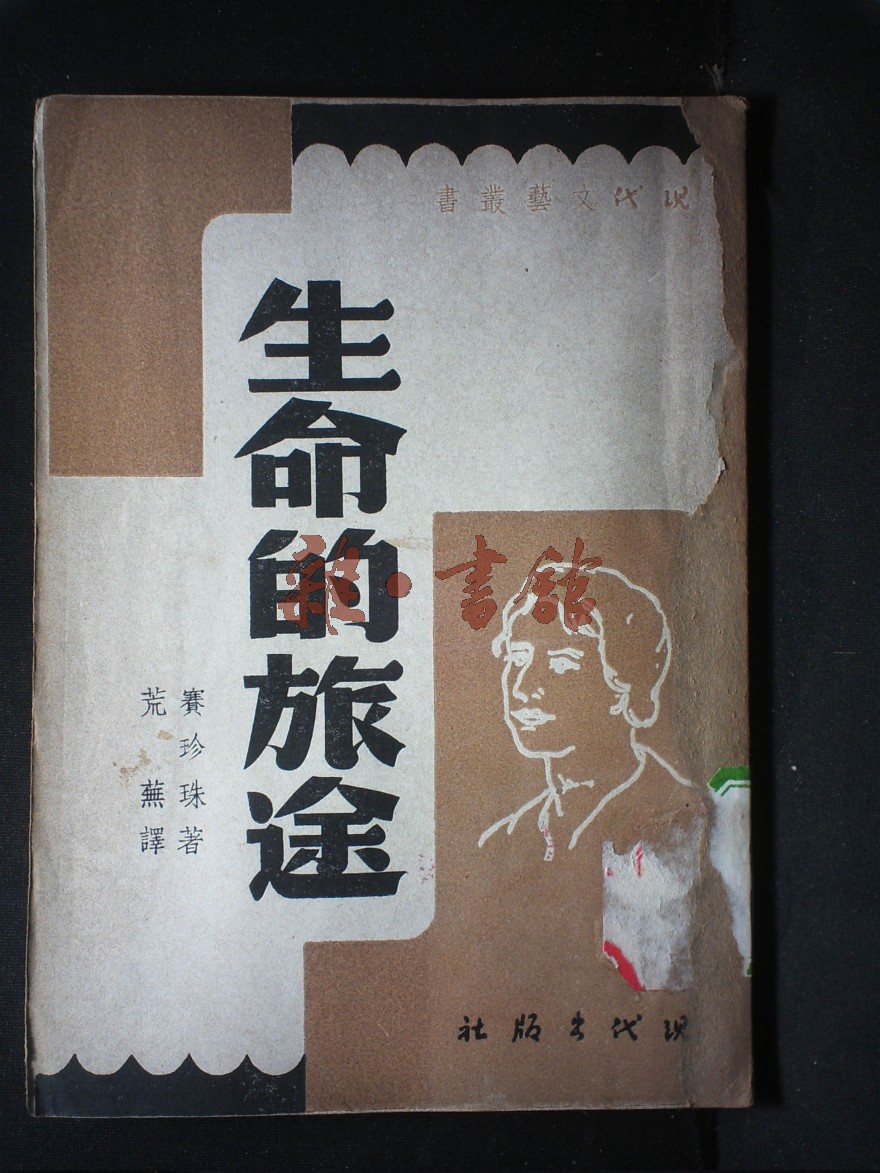 現代文藝叢書
生命的旅途
賽珍珠著
荒蕪譯
現代出版社
雜·書館